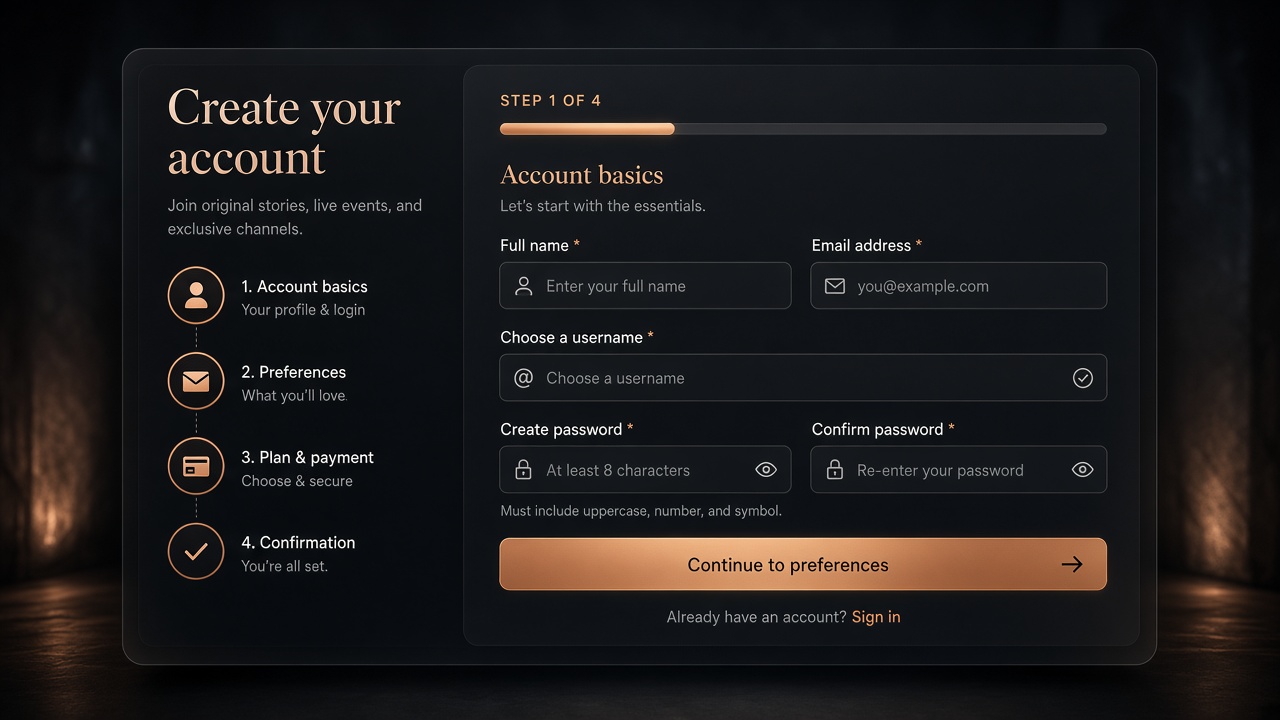 Create your
account
Join original stories, live events, and
exclusive channels.
1. Account basics
Your profile & login
2. Preferences
What you'll love.
3. Plan & payment
Choose & secure
4. Confirmation
You're all set.
STEP 1 OF 4
Account basics
Let's start with the essentials.
Full name *
Enter your full name
Email address *
you@example.com
Choose a username *
@ Choose a username
Create password *
At least 8 characters
Confirm password *
Re-enter your password
Must include uppercase, number, and symbol.
Continue to preferences →
Already have an account? Sign in